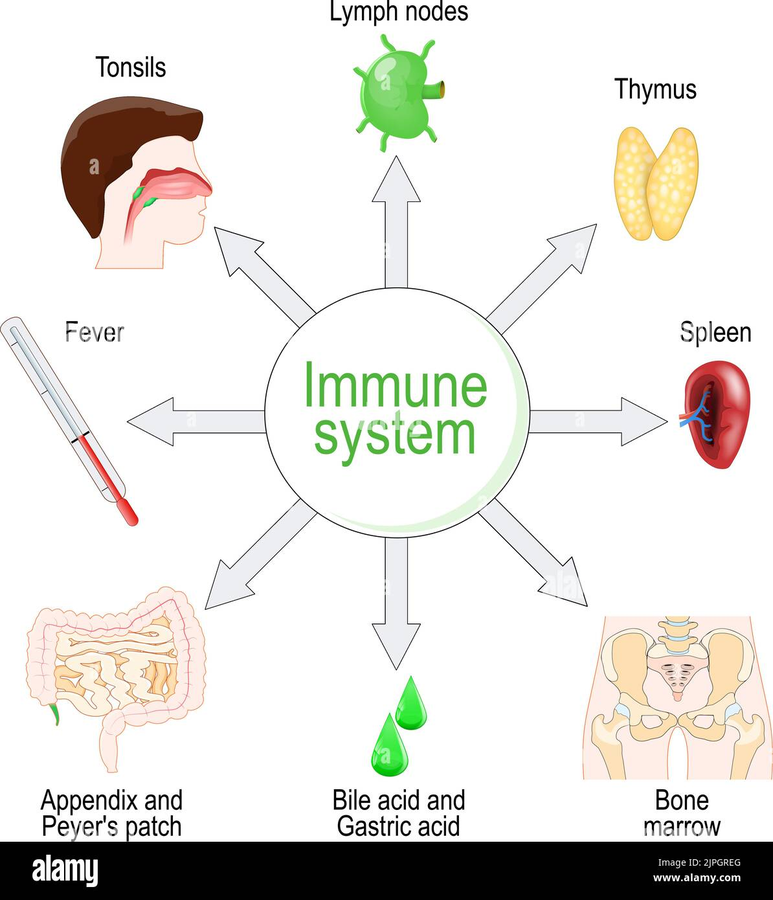 Lymph nodes
Tonsils
Thymus
Fever
Spleen
Immune
system
Appendix and
Peyer's patch
Bile acid and
Gastric acid
Bone
marrow
a
a
a
a
a
a
a
alamy
alamy
Image ID: 2JPGREG
www.alamy.com